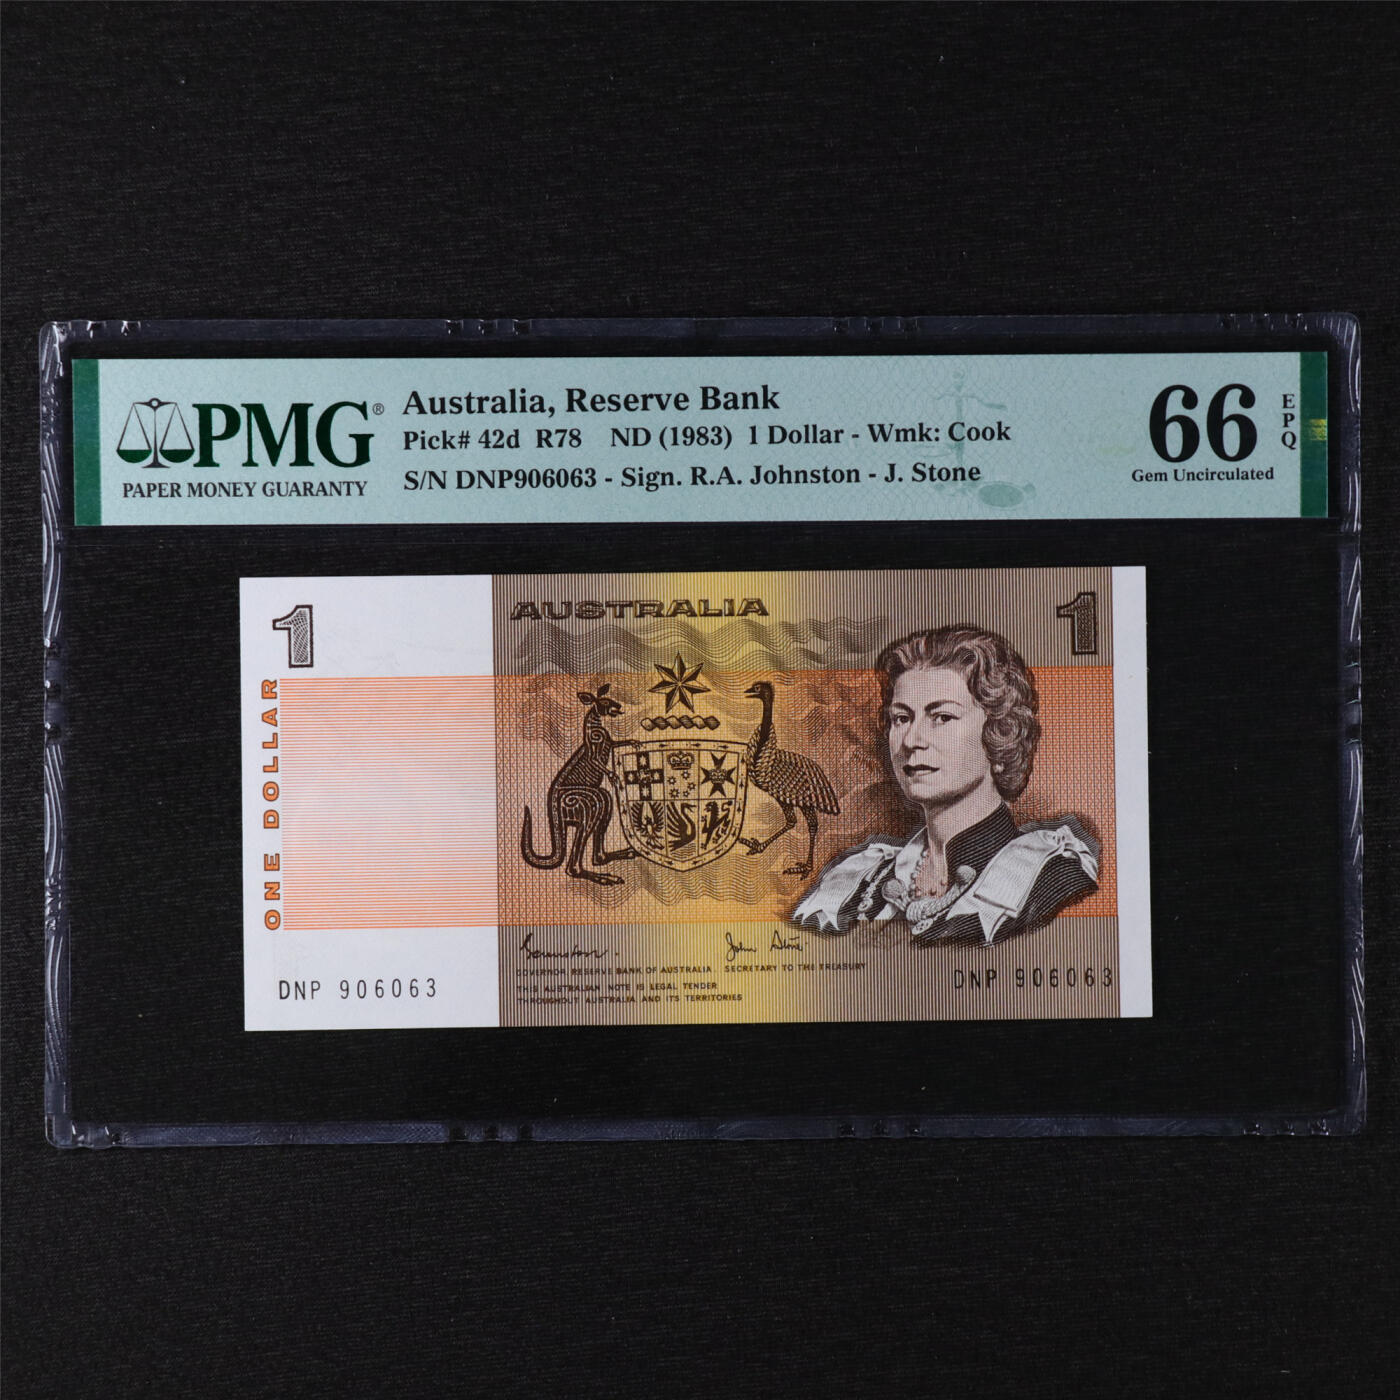 PMG®
PAPER MONEY GUARANTY
Australia, Reserve Bank
Pick# 42d R78 ND (1983) 1 Dollar - Wmk: Cook
S/N DNP906063 - Sign. R.A. Johnston - J. Stone
66
Gem Uncirculated
EPQ
1
AUSTRALIA
1
ONE DOLLAR
John Stone
GOVERNOR, RESERVE BANK OF AUSTRALIA. SECRETARY TO THE TREASURY
THIS AUSTRALIAN NOTE IS LEGAL TENDER
THROUGHOUT AUSTRALIA AND ITS TERRITORIES
DNP 906063
DNP 906063